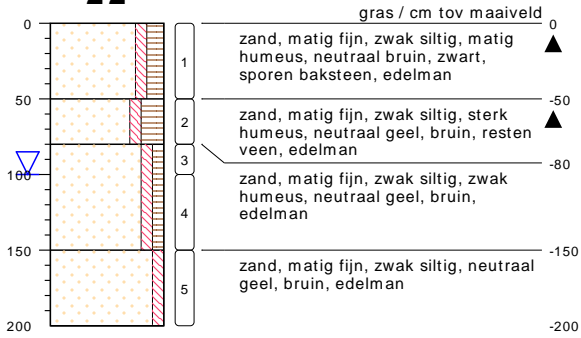 gras / cm tov maaiveld
0
0
zand, matig fijn, zwak siltig, matig
humeus, neutraal bruin, zwart,
sporen baksteen, edelman
1
50
-50
zand, matig fijn, zwak siltig, sterk
humeus, neutraal geel, bruin, resten
veen, edelman
2
3
-80
100
zand, matig fijn, zwak siltig, zwak
humeus, neutraal geel, bruin,
edelman
4
150
-150
zand, matig fijn, zwak siltig, neutraal
geel, bruin, edelman
5
200
-200